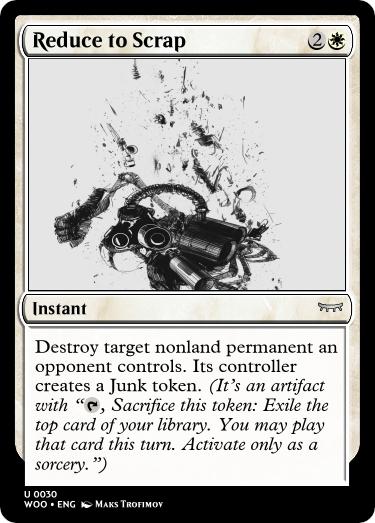 Reduce to Scrap 2
Instant
Destroy target nonland permanent an
opponent controls. Its controller
creates a Junk token. (It's an artifact
with “, Sacrifice this token: Exile the
top card of your library. You may play
that card this turn. Activate only as a
sorcery.”)
U 0030
WOO • ENG Maks Trofimov